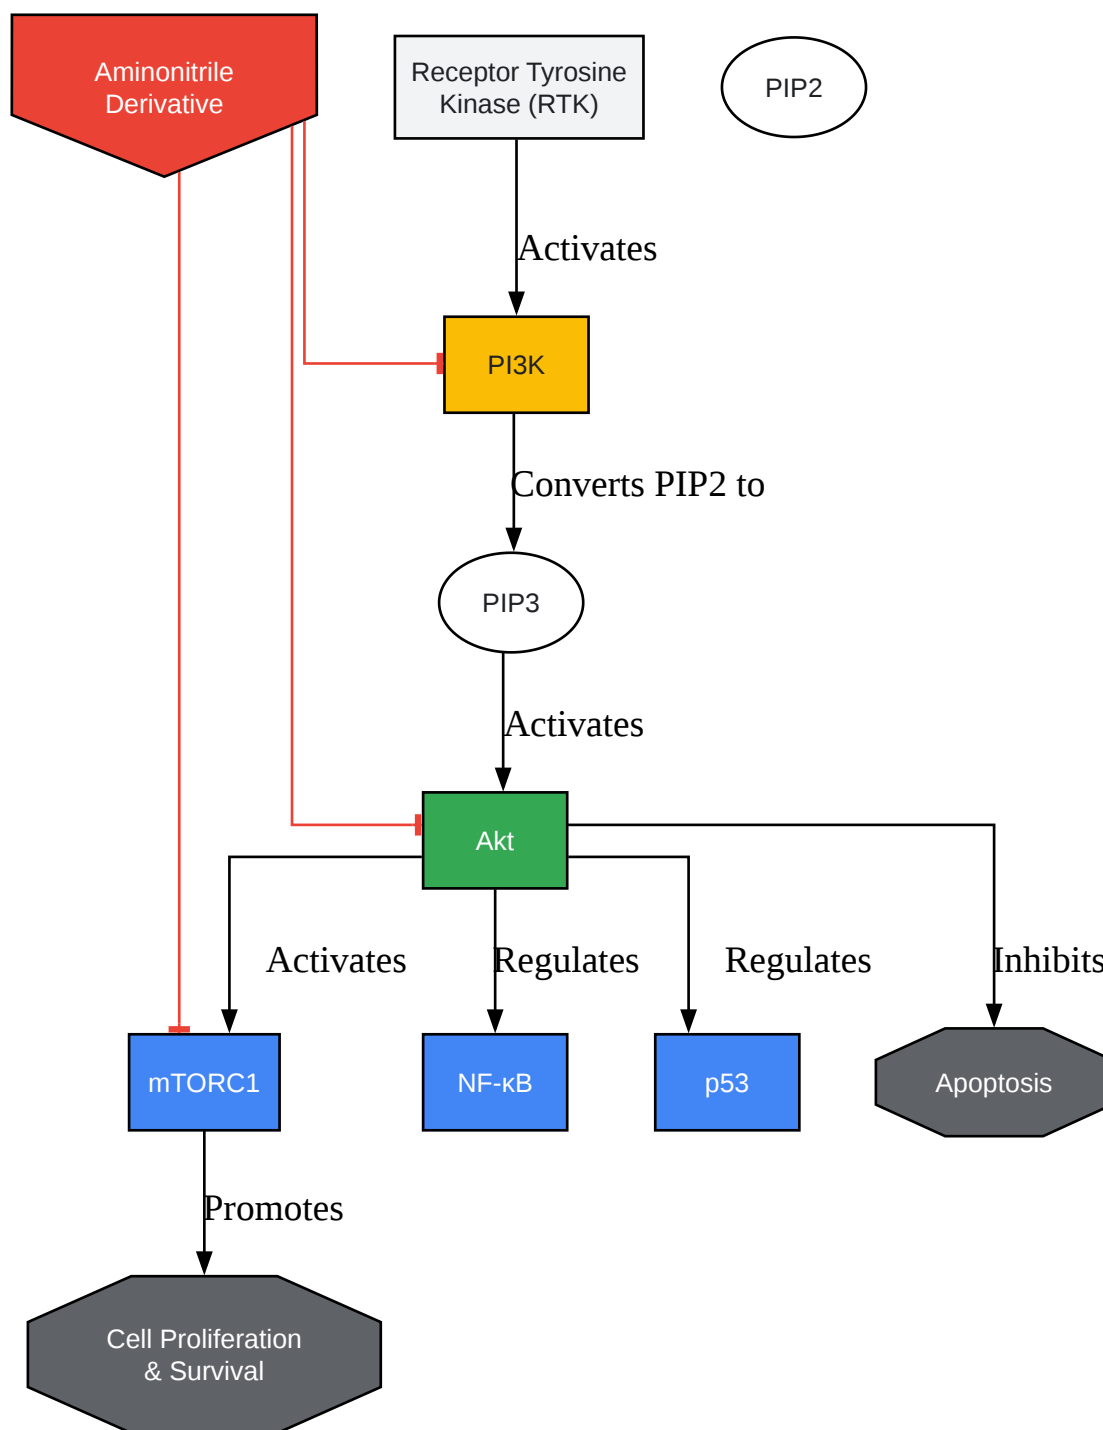 Aminonitrile
Derivative
Receptor Tyrosine
Kinase (RTK)
PIP2
Activates
PI3K
Converts PIP2 to
PIP3
Activates
Akt
Activates
Regulates
Regulates
Inhibits
mTORC1
NF-κB
p53
Apoptosis
Promotes
Cell Proliferation
& Survival